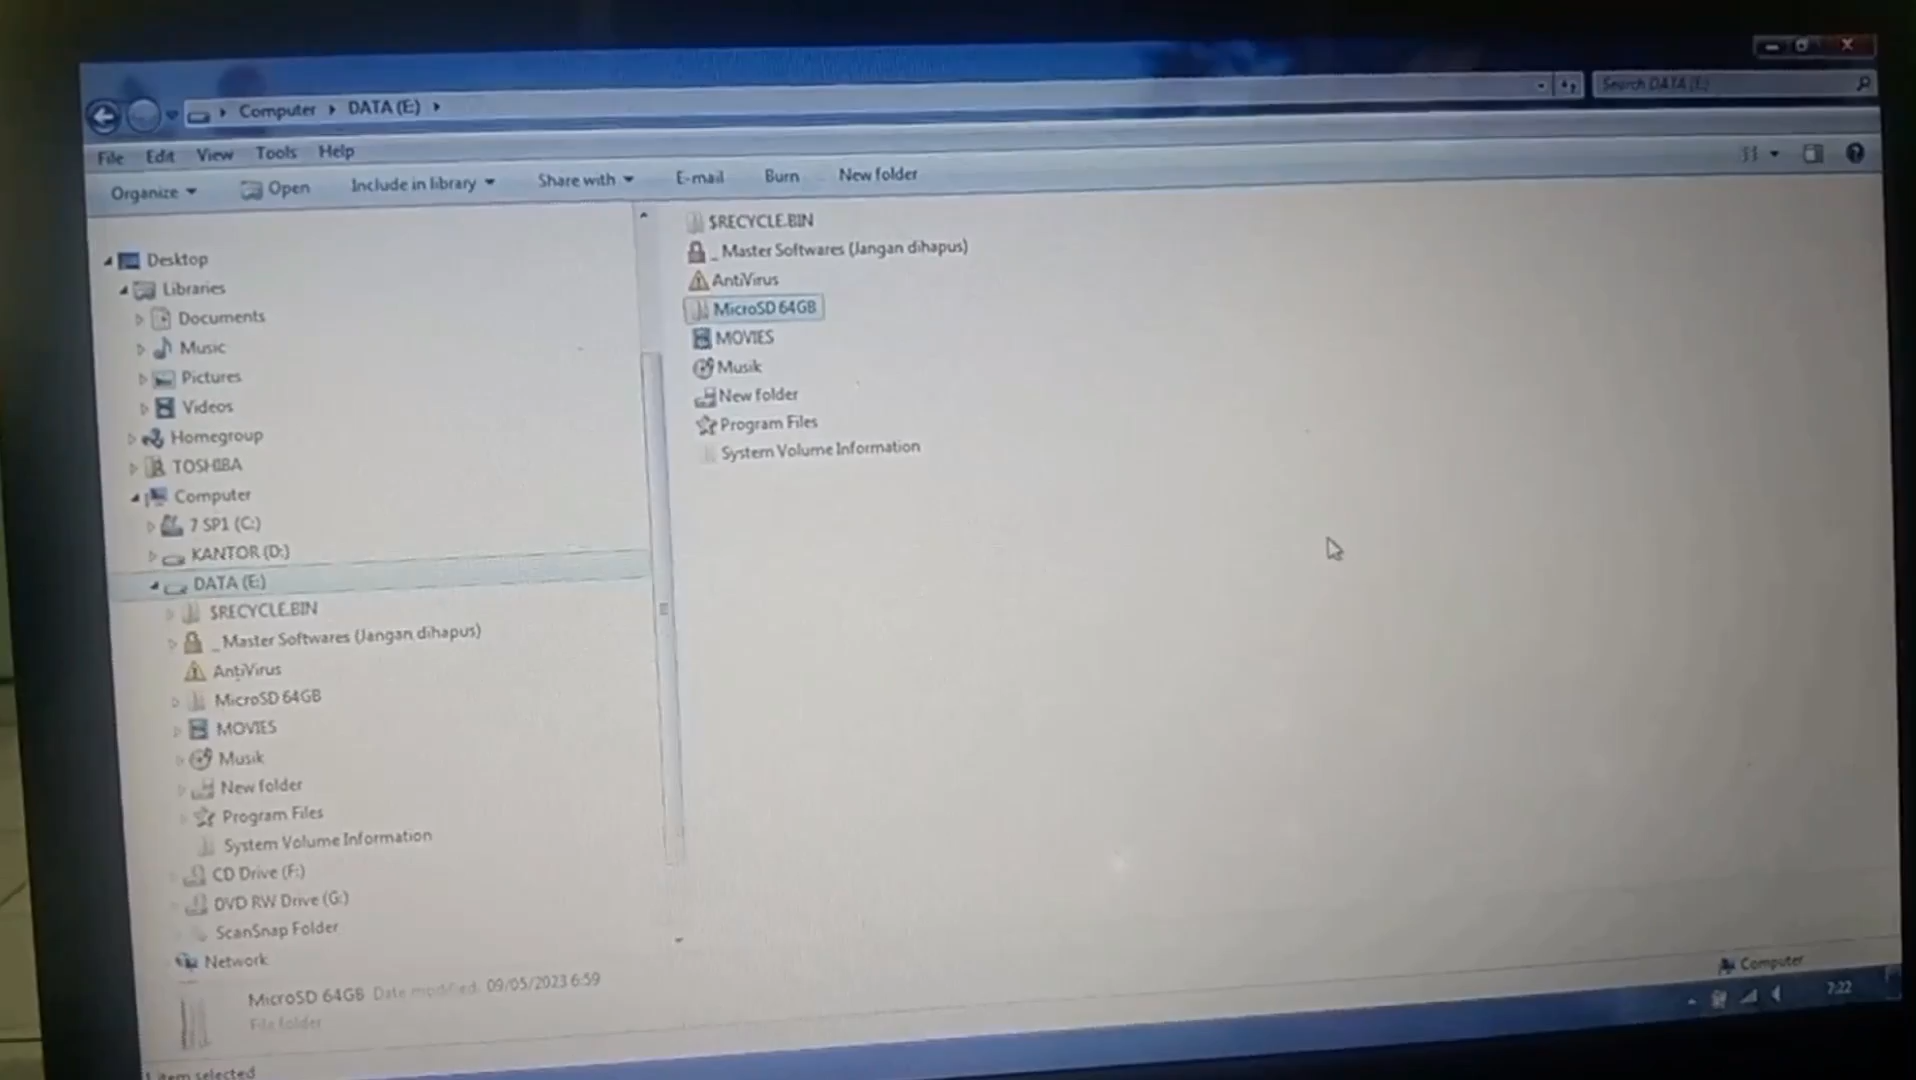 Computer DATA (E:)
Search DATA (E:)
File Edit View Tools Help
Organize Open Include in library Share with E-mail Burn New folder
Desktop
Libraries
Documents
Music
Pictures
Videos
Homegroup
TOSHIBA
Computer
7 SP1 (C:)
KANTOR (D:)
DATA (E:)
$RECYCLE.BIN
_ Master Softwares (Jangan dihapus)
AntiVirus
MicroSD 64GB
MOVIES
Musik
New folder
Program Files
System Volume Information
CD Drive (F:)
DVD RW Drive (G:)
ScanSnap Folder
Network
$RECYCLE.BIN
_ Master Softwares (Jangan dihapus)
AntiVirus
MicroSD 64GB
MOVIES
Musik
New folder
Program Files
System Volume Information
MicroSD 64GB Date modified: 09/05/2023 6:59
File folder
1 item selected
Computer
7:22